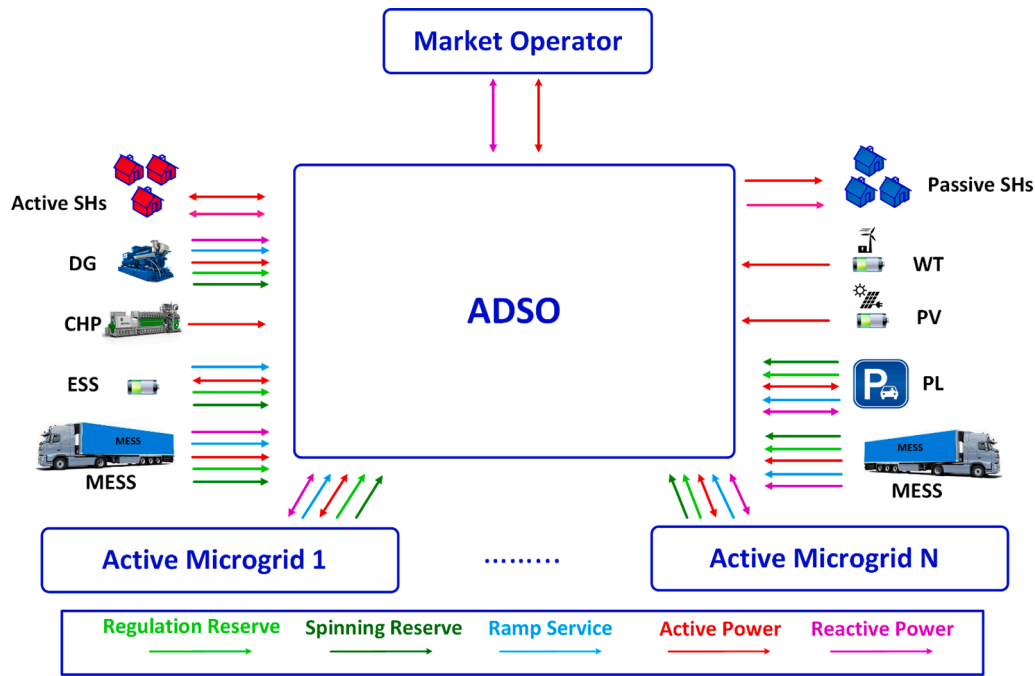 Market Operator
Active SHs
Passive SHs
DG
WT
ADSO
CHP
PV
ESS
P
PL
MESS
MESS
MESS
MESS
Active Microgrid 1
.........
Active Microgrid N
Regulation Reserve
Spinning Reserve
Ramp Service
Active Power
Reactive Power